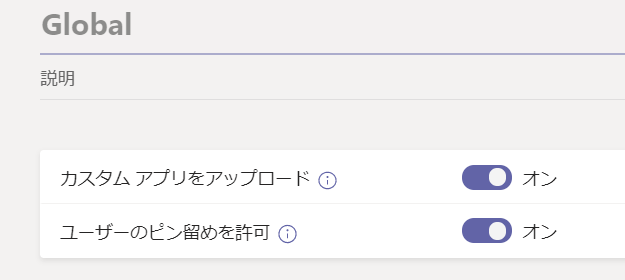 Global
説明
カスタム アプリをアップロード
オン
ユーザーのピン留めを許可
オン